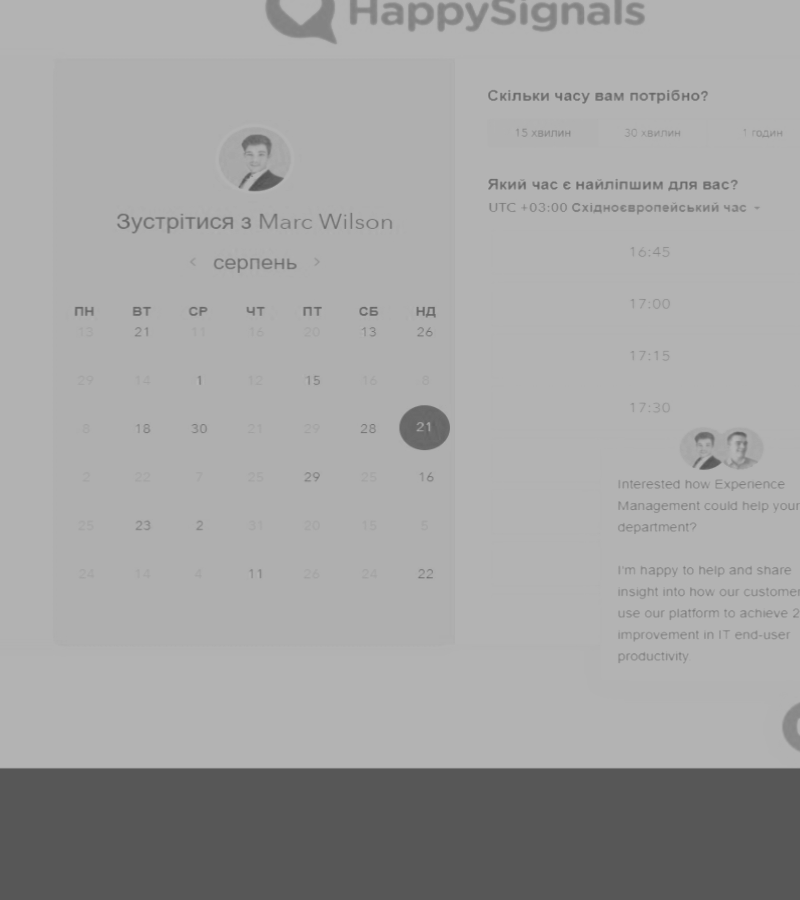 HappySignals
Зустрітися з Marc Wilson
серпень
ПН ВТ СР ЧТ ПТ СБ НД
13 21 11 16 20 13 26
29 14 1 12 15 16 8
8 18 30 21 29 28 21
2 22 7 25 29 25 16
25 23 2 31 20 15 5
24 14 4 11 26 24 22
Скільки часу вам потрібно?
15 хвилин 30 хвилин 1 годин
Який час є найліпшим для вас?
UTC +03:00 Східноєвропейський час
16:45
17:00
17:15
17:30
Interested how Experience
Management could help your
department?
I'm happy to help and share
insight into how our customer
use our platform to achieve 2
improvement in IT end-user
productivity